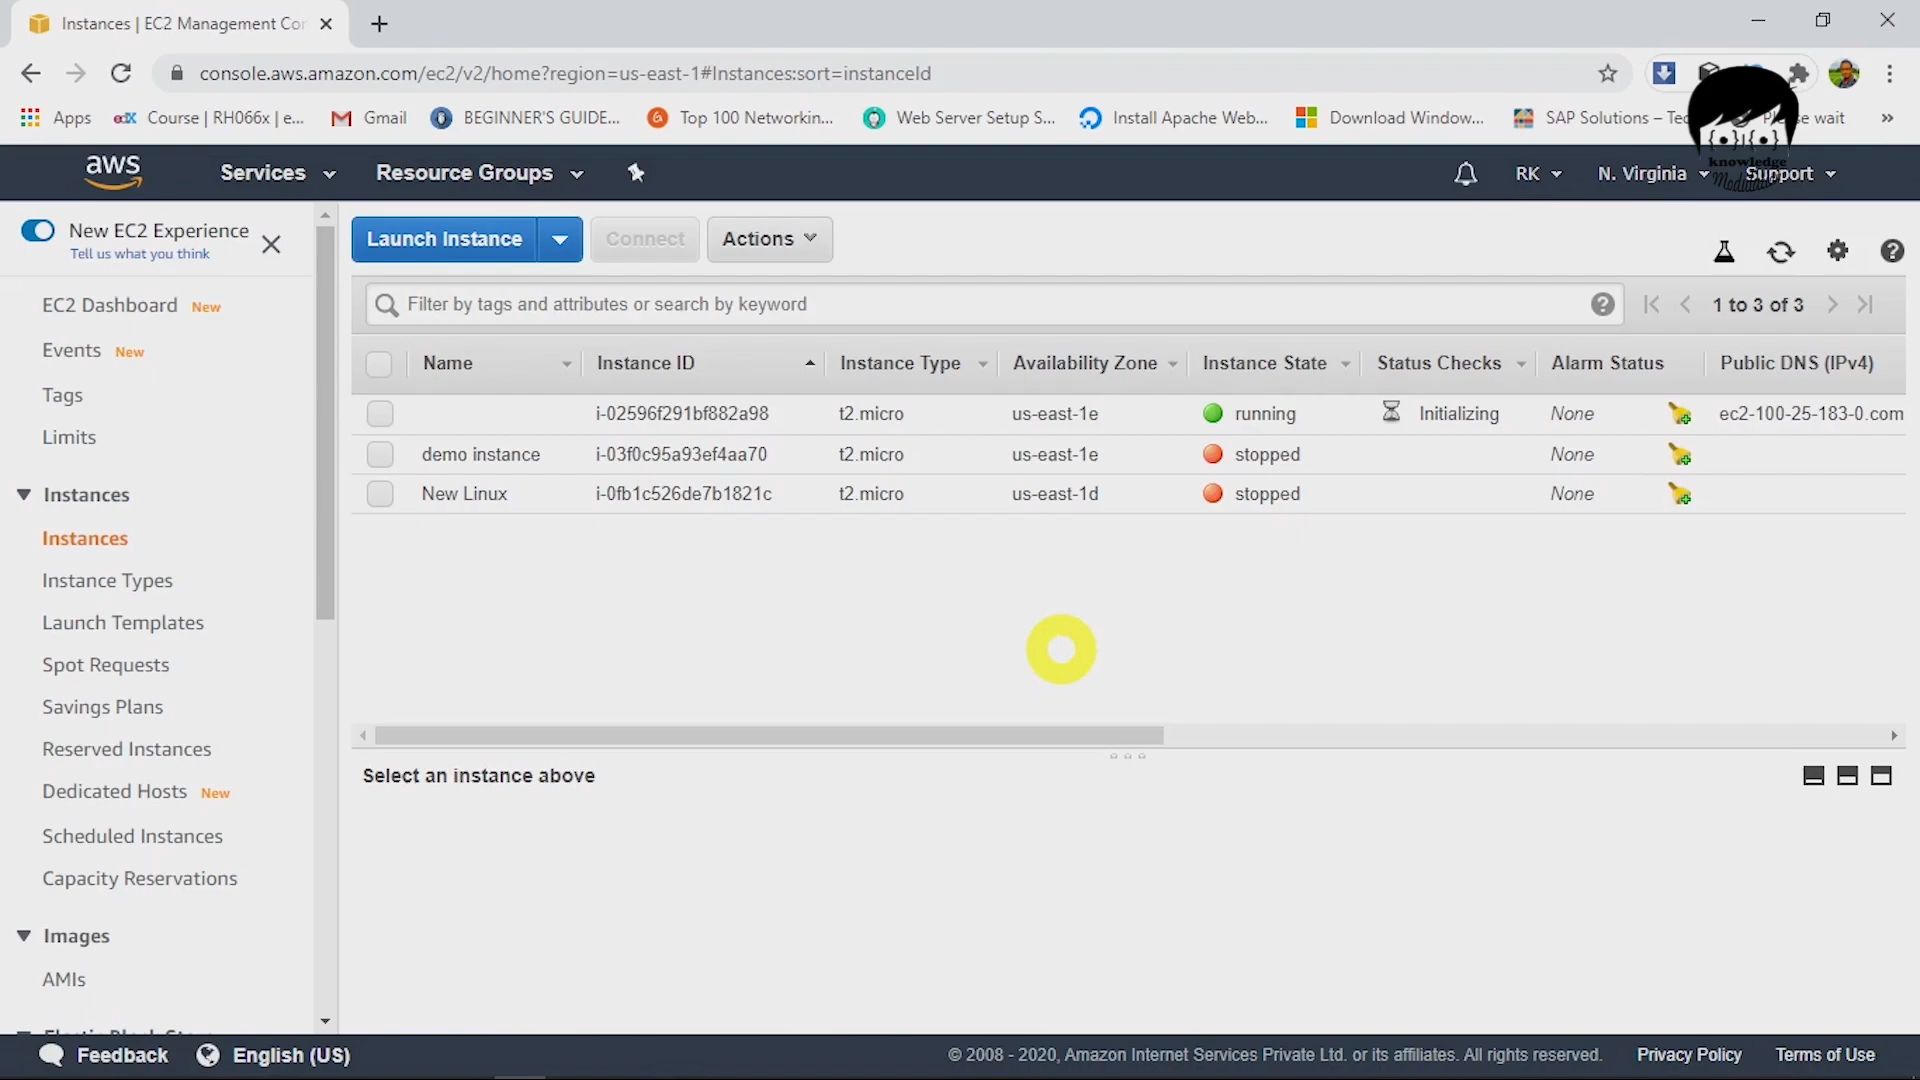 Instances | EC2 Management Con
console.aws.amazon.com/ec2/v2/home?region=us-east-1#Instances:sort=instanceId
Apps
edX Course | RH066x | e...
Gmail
BEGINNER'S GUIDE...
Top 100 Networkin...
Web Server Setup S...
Install Apache Web...
Download Window...
SAP Solutions – Tec
wait
»
knowledge
aws
Services
Resource Groups
RK
N. Virginia
Support
New EC2 Experience
Tell us what you think
EC2 Dashboard New
Events New
Tags
Limits
Instances
Instances
Instance Types
Launch Templates
Spot Requests
Savings Plans
Reserved Instances
Dedicated Hosts New
Scheduled Instances
Capacity Reservations
Images
AMIs
Launch Instance
Connect
Actions
Filter by tags and attributes or search by keyword
1 to 3 of 3
Name Instance ID Instance Type Availability Zone Instance State Status Checks Alarm Status Public DNS (IPv4)
i-02596f291bf882a98 t2.micro us-east-1e running Initializing None ec2-100-25-183-0.com
demo instance i-03f0c95a93ef4aa70 t2.micro us-east-1e stopped None
New Linux i-0fb1c526de7b1821c t2.micro us-east-1d stopped None
Select an instance above
Feedback
English (US)
© 2008 - 2020, Amazon Internet Services Private Ltd. or its affiliates. All rights reserved.
Privacy Policy
Terms of Use